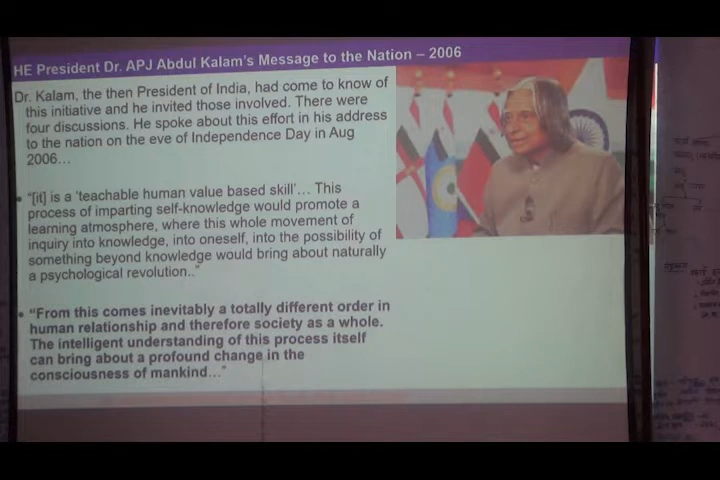 HE President Dr. APJ Abdul Kalam's Message to the Nation – 2006
Dr. Kalam, the then President of India, had come to know of
this initiative and he invited those involved. There were
four discussions. He spoke about this effort in his address
to the nation on the eve of Independence Day in Aug
2006…
• "[it] is a 'teachable human value based skill'… This
process of imparting self-knowledge would promote a
learning atmosphere, where this whole movement of
inquiry into knowledge, into oneself, into the possibility of
something beyond knowledge would bring about naturally
a psychological revolution.."
• "From this comes inevitably a totally different order in
human relationship and therefore society as a whole.
The intelligent understanding of this process itself
can bring about a profound change in the
consciousness of mankind…"